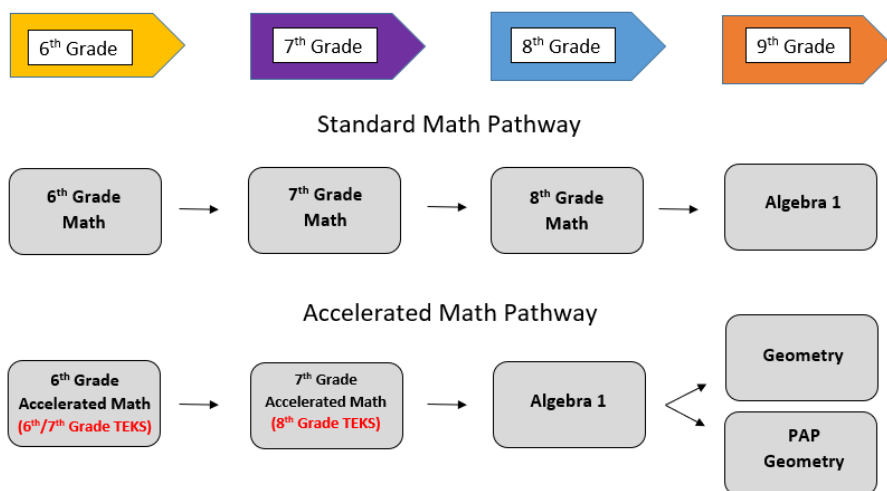 6th Grade
7th Grade
8th Grade
9th Grade
Standard Math Pathway
6th Grade
Math
7th Grade
Math
8th Grade
Math
Algebra 1
Accelerated Math Pathway
6th Grade
Accelerated Math
(6th/7th Grade TEKS)
7th Grade
Accelerated Math
(8th Grade TEKS)
Algebra 1
Geometry
PAP
Geometry